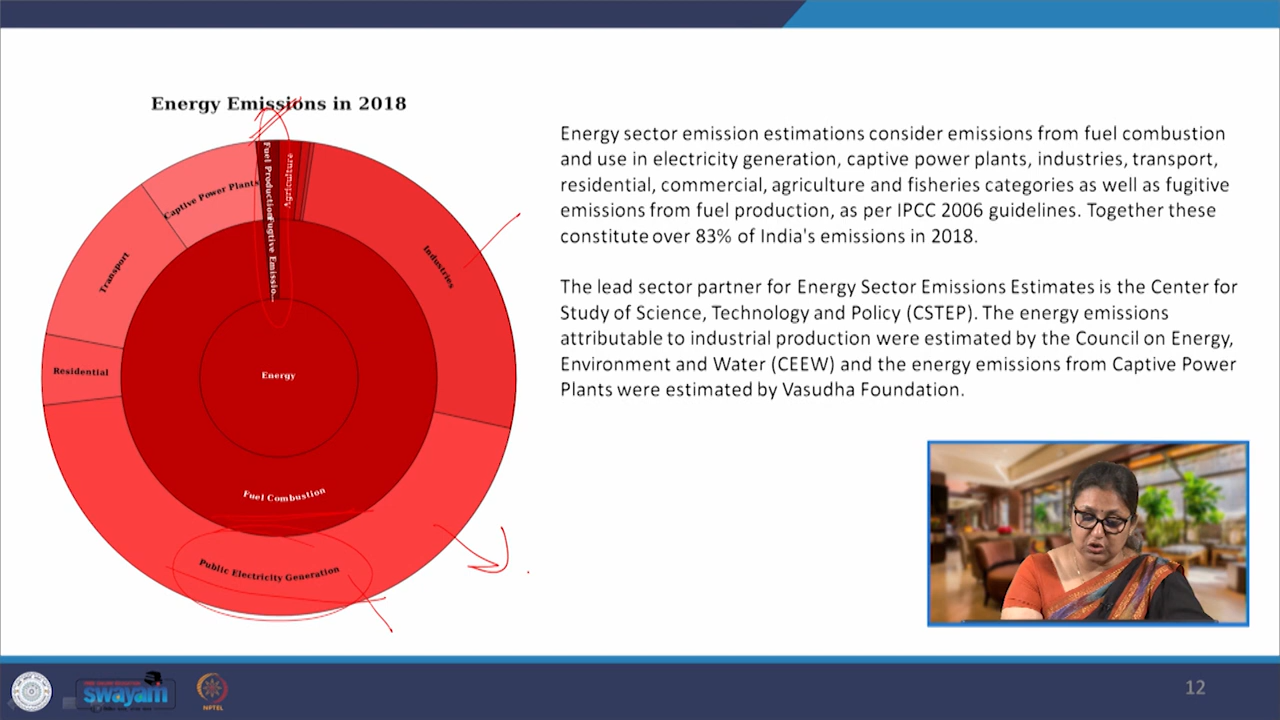 Energy Emissions in 2018
Fuel Production
Fugtive Emissio...
Agriculture
Captive Power Plants
Industries
Transport
Residential
Energy
Fuel Combustion
Public Electricity Generation
Energy sector emission estimations consider emissions from fuel combustion
and use in electricity generation, captive power plants, industries, transport,
residential, commercial, agriculture and fisheries categories as well as fugitive
emissions from fuel production, as per IPCC 2006 guidelines. Together these
constitute over 83% of India's emissions in 2018.
The lead sector partner for Energy Sector Emissions Estimates is the Center for
Study of Science, Technology and Policy (CSTEP). The energy emissions
attributable to industrial production were estimated by the Council on Energy,
Environment and Water (CEEW) and the energy emissions from Captive Power
Plants were estimated by Vasudha Foundation.
swayam
NPTEL
12